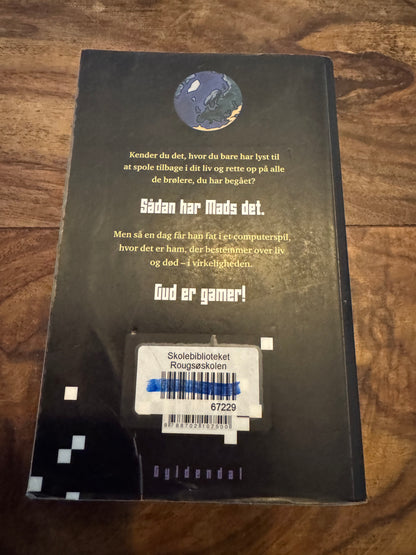 Kender du det, hvor du bare har lyst til
at spole tilbage i dit liv og rette op på alle
de brølere, du har begået?
Sådan har Mads det.
Men så en dag får han fat i et computerspil,
hvor det er ham, der bestemmer over liv
og død – i virkeligheden.
Gud er gamer!
Skolebiblioteket
Rougsøskolen
67229
Gyldendal